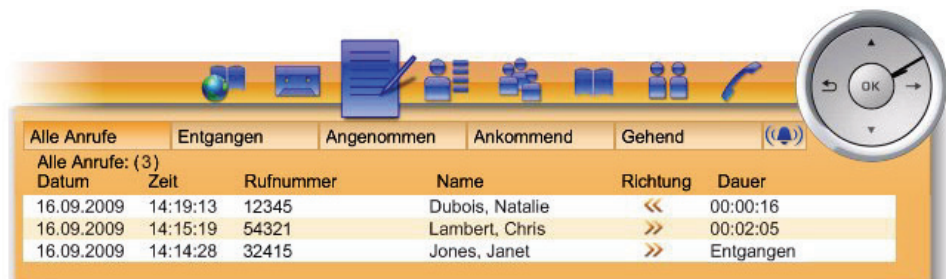 OK
Alle Anrufe Entgangen Angenommen Ankommend Gehend
Alle Anrufe: (3)
Datum Zeit Rufnummer Name Richtung Dauer
16.09.2009 14:19:13 12345 Dubois, Natalie « 00:00:16
16.09.2009 14:15:19 54321 Lambert, Chris » 00:02:05
16.09.2009 14:14:28 32415 Jones, Janet » Entgangen